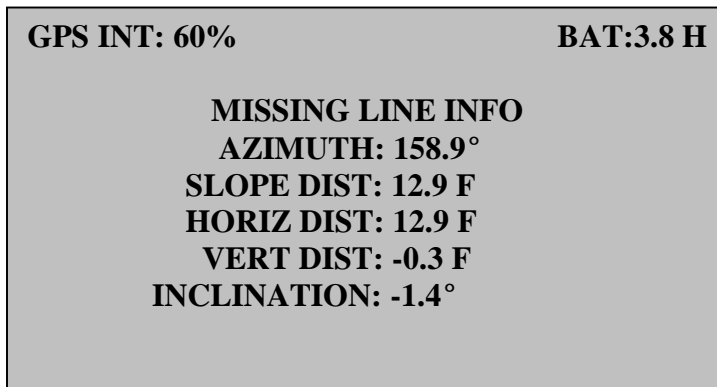 GPS INT: 60% BAT:3.8 H
MISSING LINE INFO
AZIMUTH: 158.9°
SLOPE DIST: 12.9 F
HORIZ DIST: 12.9 F
VERT DIST: -0.3 F
INCLINATION: -1.4°